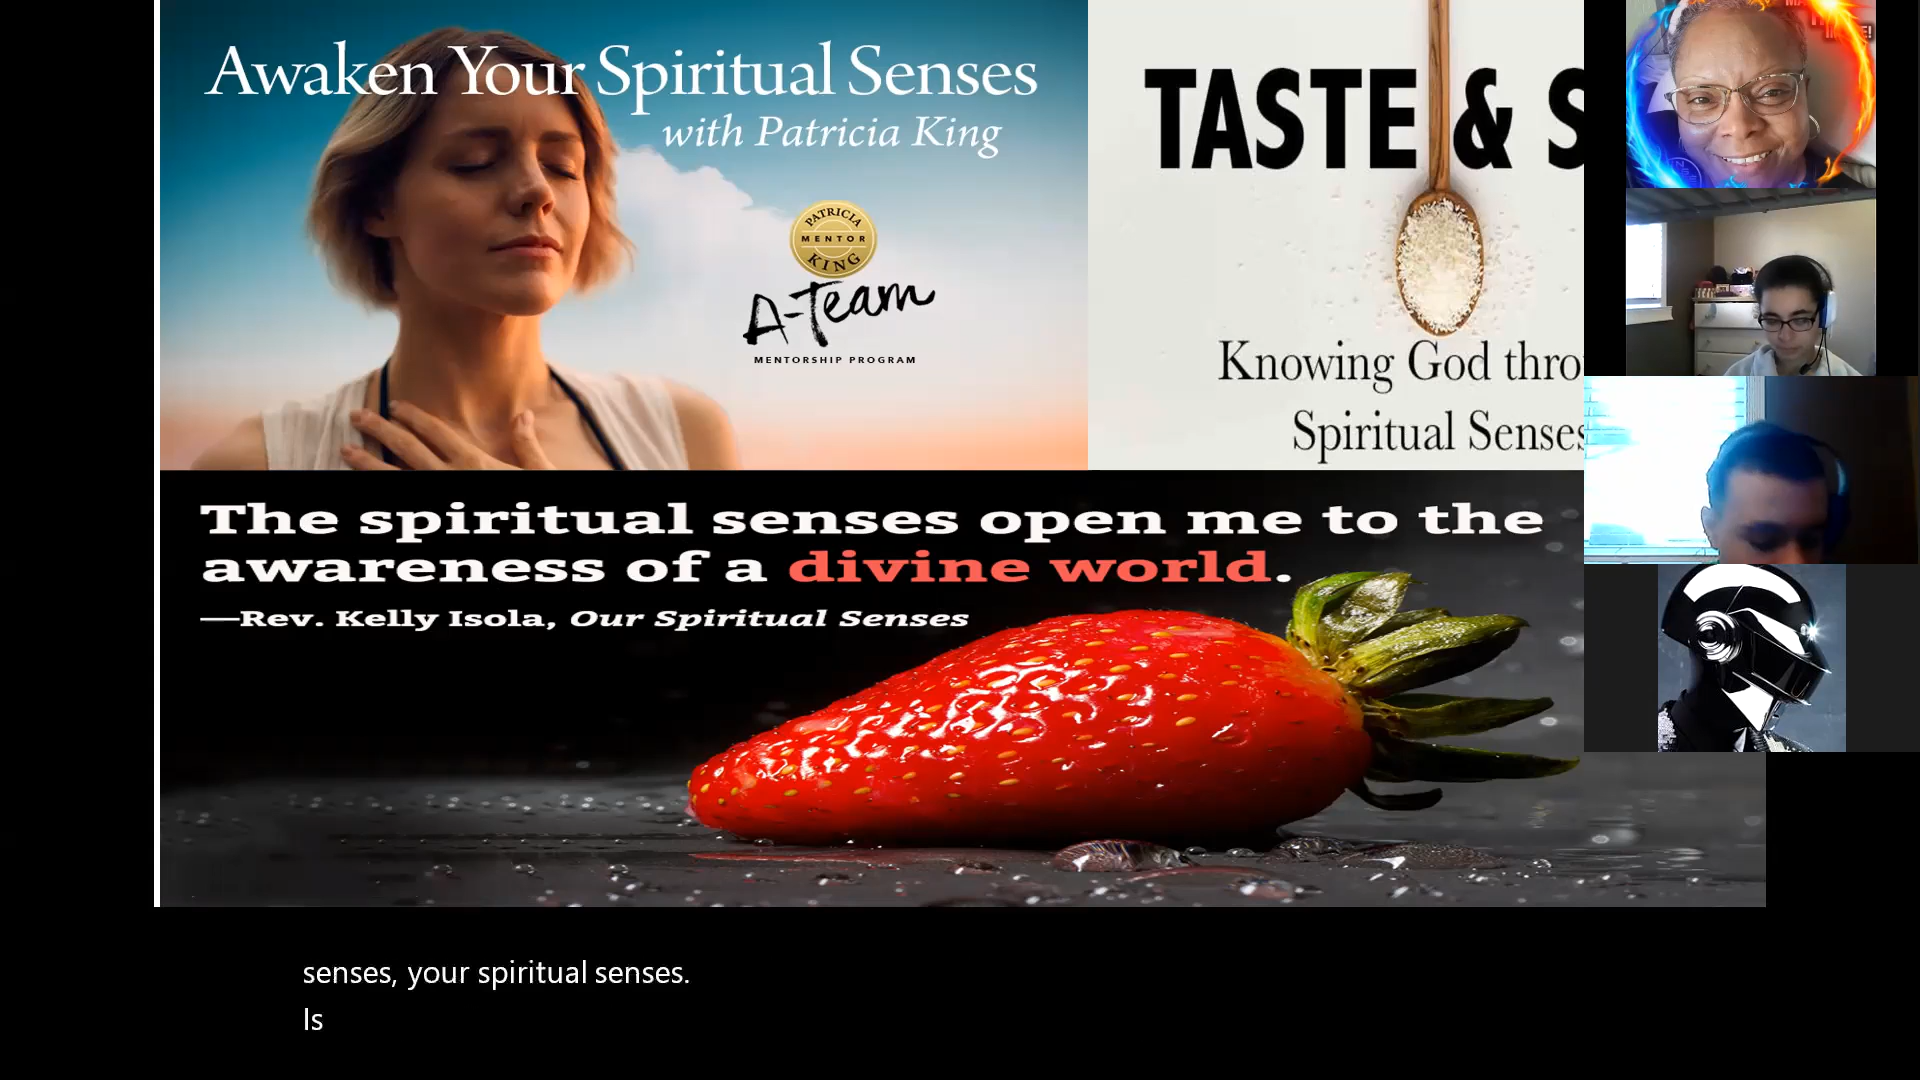 Awaken Your Spiritual Senses
with Patricia King
PATRICIA
MENTOR
KING
A-Team
MENTORSHIP PROGRAM
TASTE & S
Knowing God thro
Spiritual Senses
The spiritual senses open me to the
awareness of a divine world.
—Rev. Kelly Isola, Our Spiritual Senses
senses, your spiritual senses.
Is